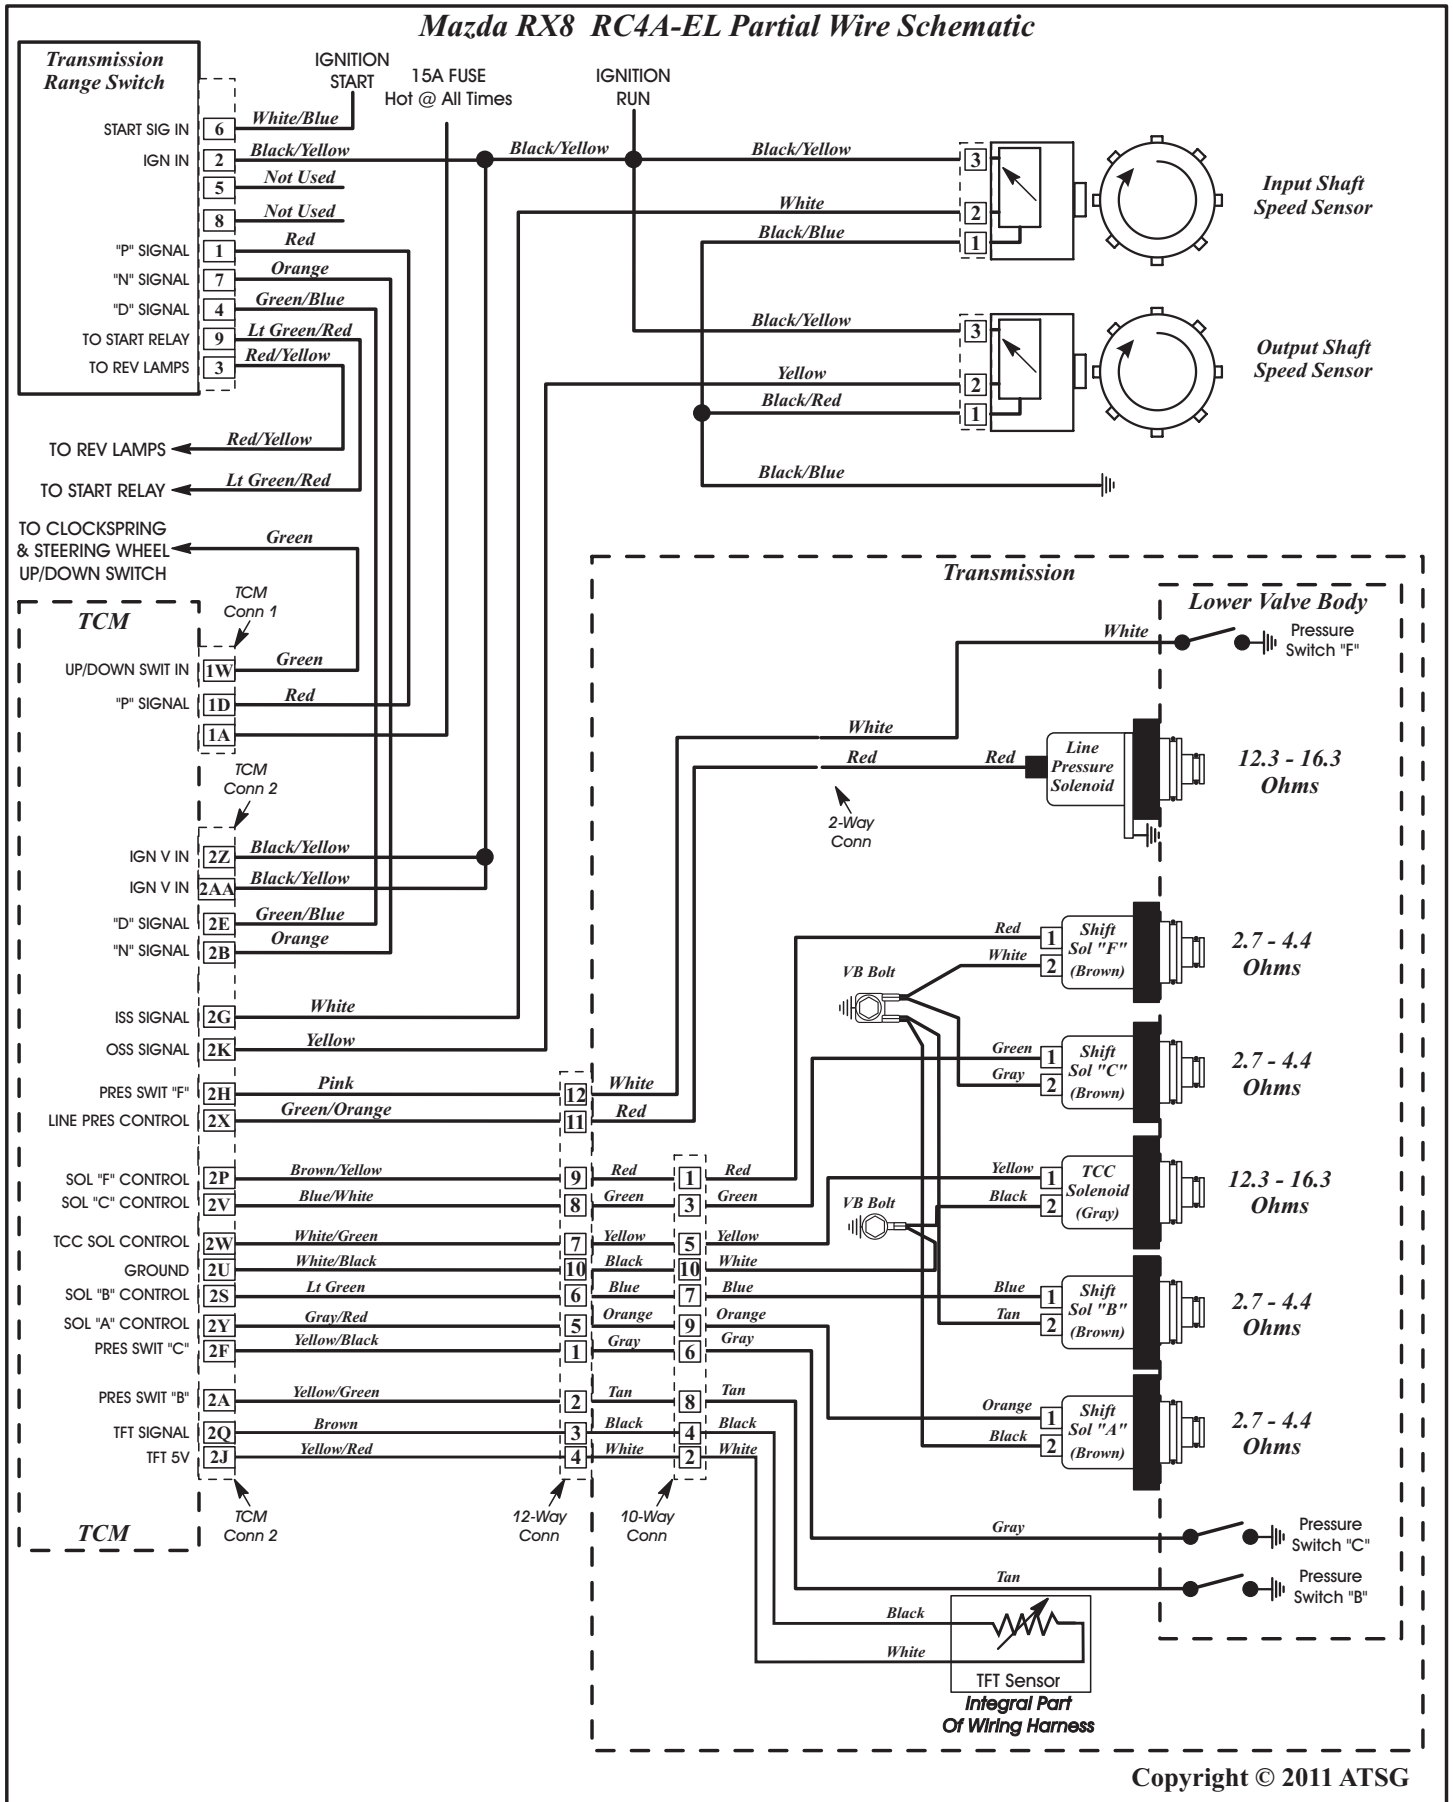 Mazda RX8 RC4A-EL Partial Wire Schematic
Transmission
Range Switch
IGNITION
START
15A FUSE
Hot @ All Times
IGNITION
RUN
START SIG IN 6 White/Blue
IGN IN 2 Black/Yellow Black/Yellow Black/Yellow 3
5 Not Used
8 Not Used
White 2
Black/Blue 1
Input Shaft
Speed Sensor
"P" SIGNAL 1 Red
"N" SIGNAL 7 Orange
"D" SIGNAL 4 Green/Blue
TO START RELAY 9 Lt Green/Red
TO REV LAMPS 3 Red/Yellow
Black/Yellow 3
Yellow 2
Black/Red 1
Output Shaft
Speed Sensor
TO REV LAMPS Red/Yellow
TO START RELAY Lt Green/Red
Black/Blue
TO CLOCKSPRING
& STEERING WHEEL
UP/DOWN SWITCH
Green
TCM
TCM
Conn 1
UP/DOWN SWIT IN 1W Green
"P" SIGNAL 1D Red
1A
TCM
Conn 2
IGN V IN 2Z Black/Yellow
IGN V IN 2AA Black/Yellow
"D" SIGNAL 2E Green/Blue
"N" SIGNAL 2B Orange
ISS SIGNAL 2G White
OSS SIGNAL 2K Yellow
PRES SWIT "F" 2H Pink 12 White
LINE PRES CONTROL 2X Green/Orange 11 Red
SOL "F" CONTROL 2P Brown/Yellow 9 Red 1 Red
SOL "C" CONTROL 2V Blue/White 8 Green 3 Green
TCC SOL CONTROL 2W White/Green 7 Yellow 5 Yellow
GROUND 2U White/Black 10 Black 10 White
SOL "B" CONTROL 2S Lt Green 6 Blue 7 Blue
SOL "A" CONTROL 2Y Gray/Red 5 Orange 9 Orange
PRES SWIT "C" 2F Yellow/Black 1 Gray 6 Gray
PRES SWIT "B" 2A Yellow/Green 2 Tan 8 Tan
TFT SIGNAL 2Q Brown 3 Black 4 Black
TFT 5V 2J Yellow/Red 4 White 2 White
TCM
TCM
Conn 2
12-Way
Conn
10-Way
Conn
Transmission
Lower Valve Body
White
Pressure
Switch "F"
White
Red Red
Line
Pressure
Solenoid
12.3 - 16.3
Ohms
2-Way
Conn
VB Bolt
Red 1
White 2
Shift
Sol "F"
(Brown)
2.7 - 4.4
Ohms
Green 1
Gray 2
Shift
Sol "C"
(Brown)
2.7 - 4.4
Ohms
VB Bolt
Yellow 1
Black 2
TCC
Solenoid
(Gray)
12.3 - 16.3
Ohms
Blue 1
Tan 2
Shift
Sol "B"
(Brown)
2.7 - 4.4
Ohms
Orange 1
Black 2
Shift
Sol "A"
(Brown)
2.7 - 4.4
Ohms
Gray
Pressure
Switch "C"
Tan
Pressure
Switch "B"
Black
White
TFT Sensor
Integral Part
Of Wiring Harness
Copyright © 2011 ATSG